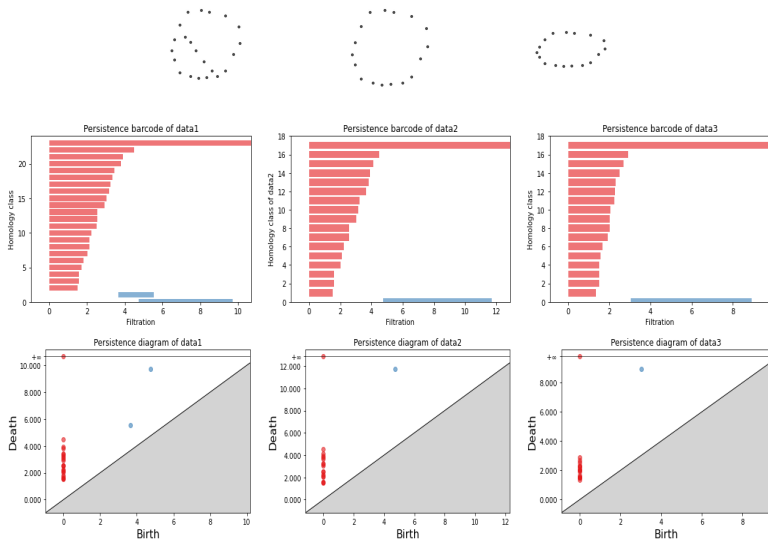 Persistence barcode of data1
Homology class
20
15
10
5
0
0 2 4 6 8 10
Filtration
Persistence barcode of data2
Homology class of data2
18
16
14
12
10
8
6
4
2
0
0 2 4 6 8 10 12
Filtration
Persistence barcode of data3
Homology class
18
16
14
12
10
8
6
4
2
0
0 2 4 6 8
Filtration
Persistence diagram of data1
Death
+∞
10.000
8.000
6.000
4.000
2.000
0.000
0 2 4 6 8 10
Birth
Persistence diagram of data2
Death
+∞
12.000
10.000
8.000
6.000
4.000
2.000
0.000
0 2 4 6 8 10 12
Birth
Persistence diagram of data3
Death
+∞
8.000
6.000
4.000
2.000
0.000
0 2 4 6 8
Birth